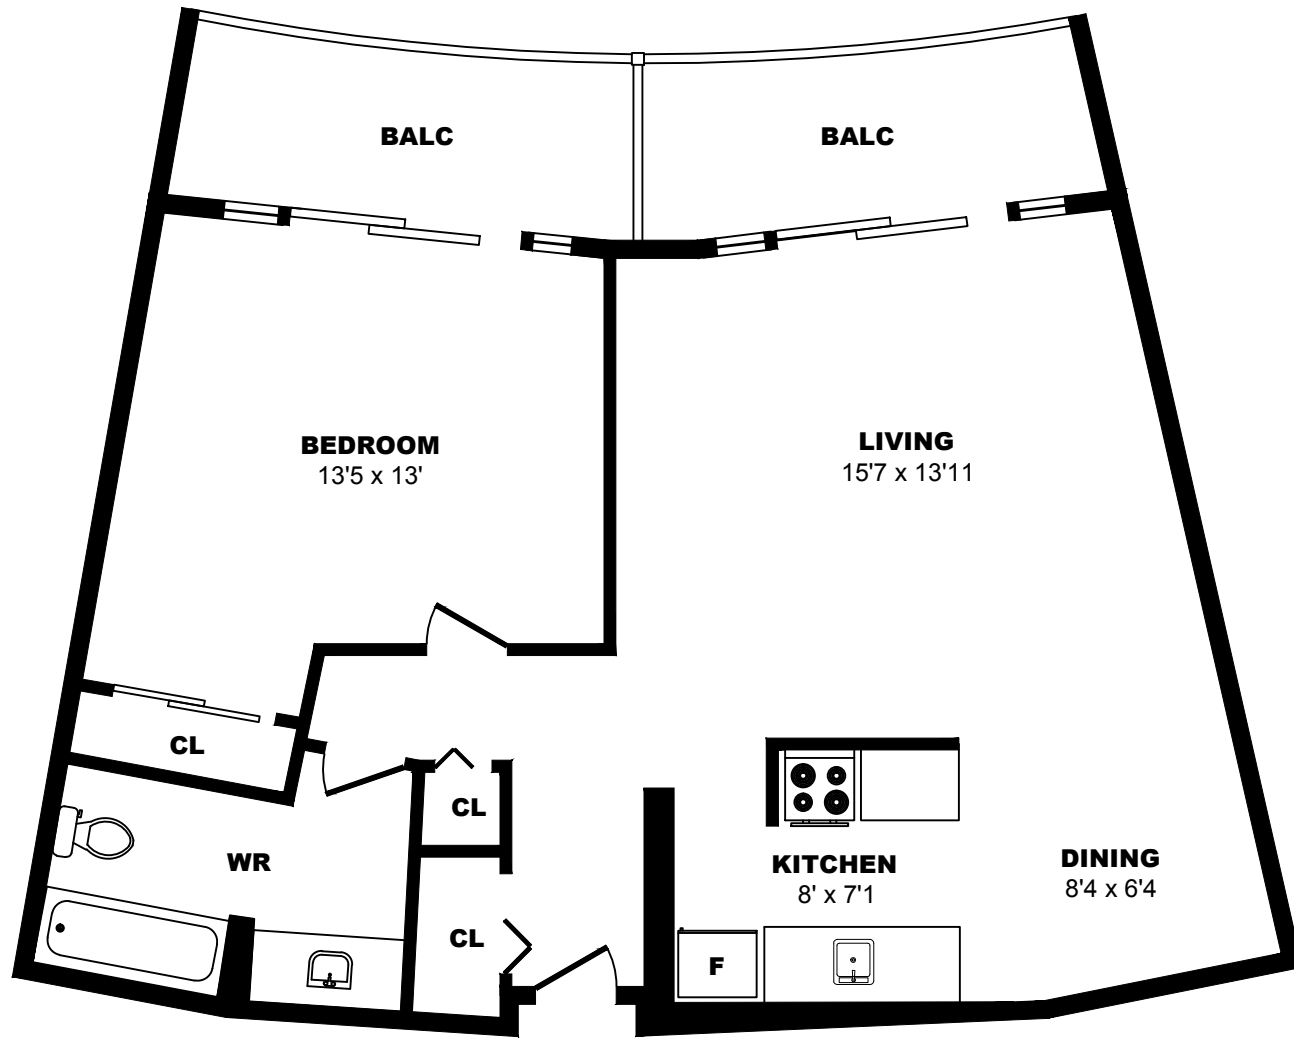 BALC
BALC
BEDROOM
13'5 x 13'
LIVING
15'7 x 13'11
CL
CL
WR
KITCHEN
8' x 7'1
DINING
8'4 x 6'4
CL
F